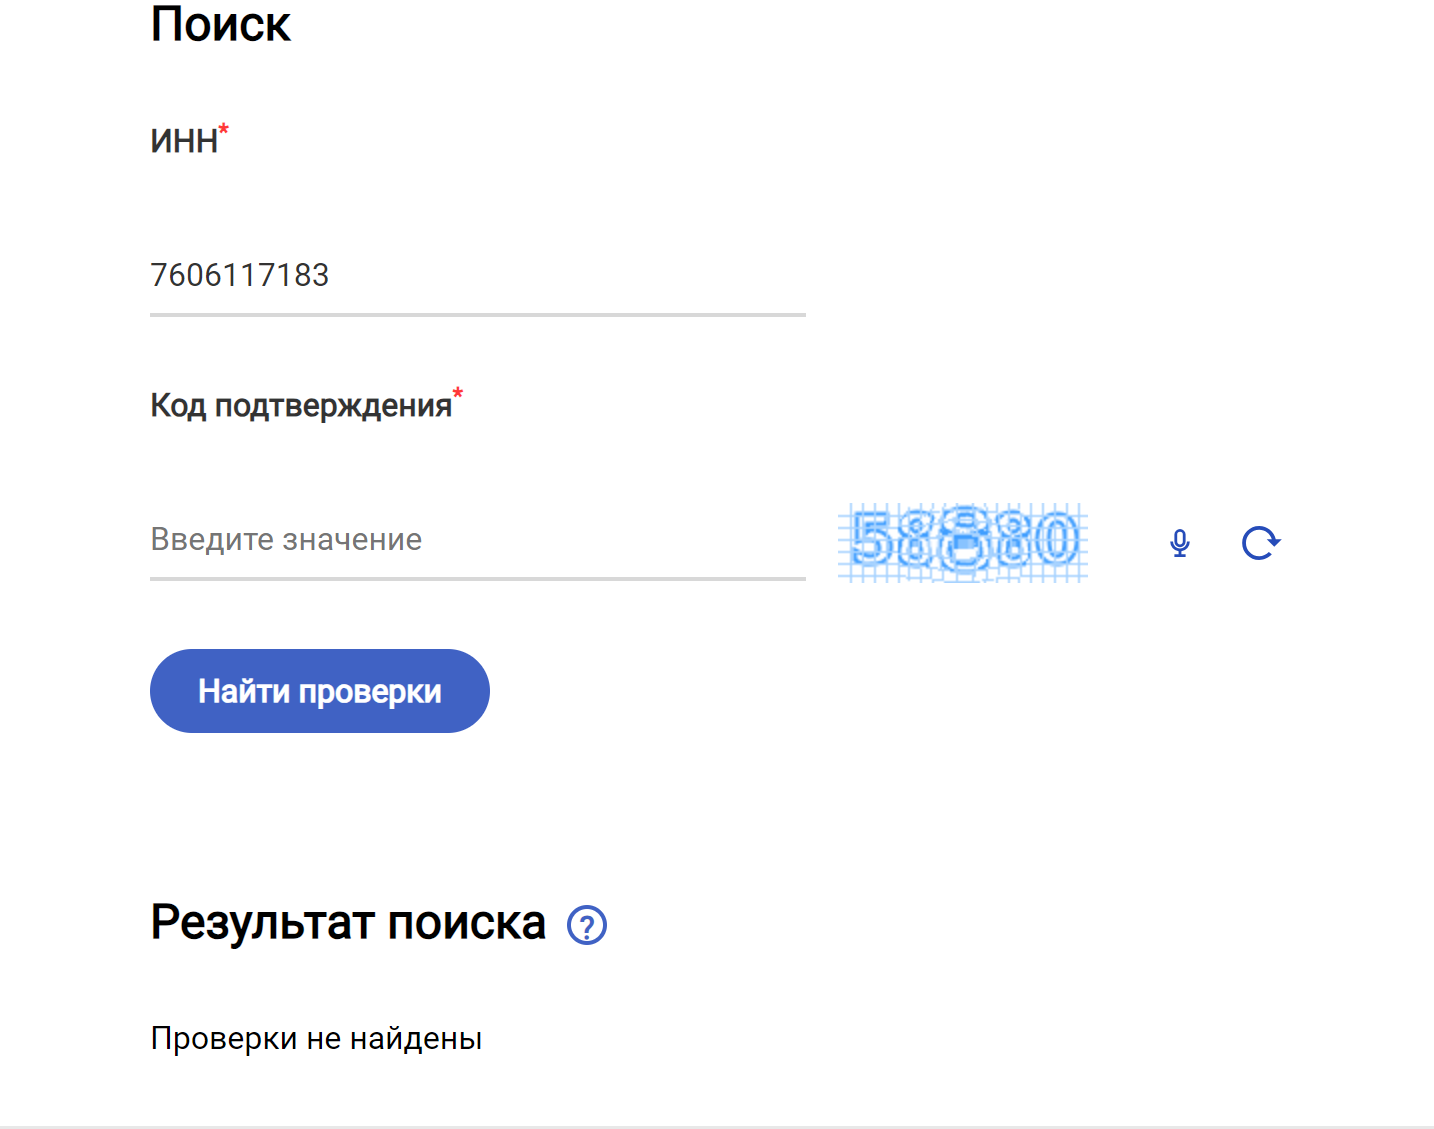 Поиск
ИНН*
7606117183
Код подтверждения*
Введите значение
Найти проверки
Результат поиска ?
Проверки не найдены